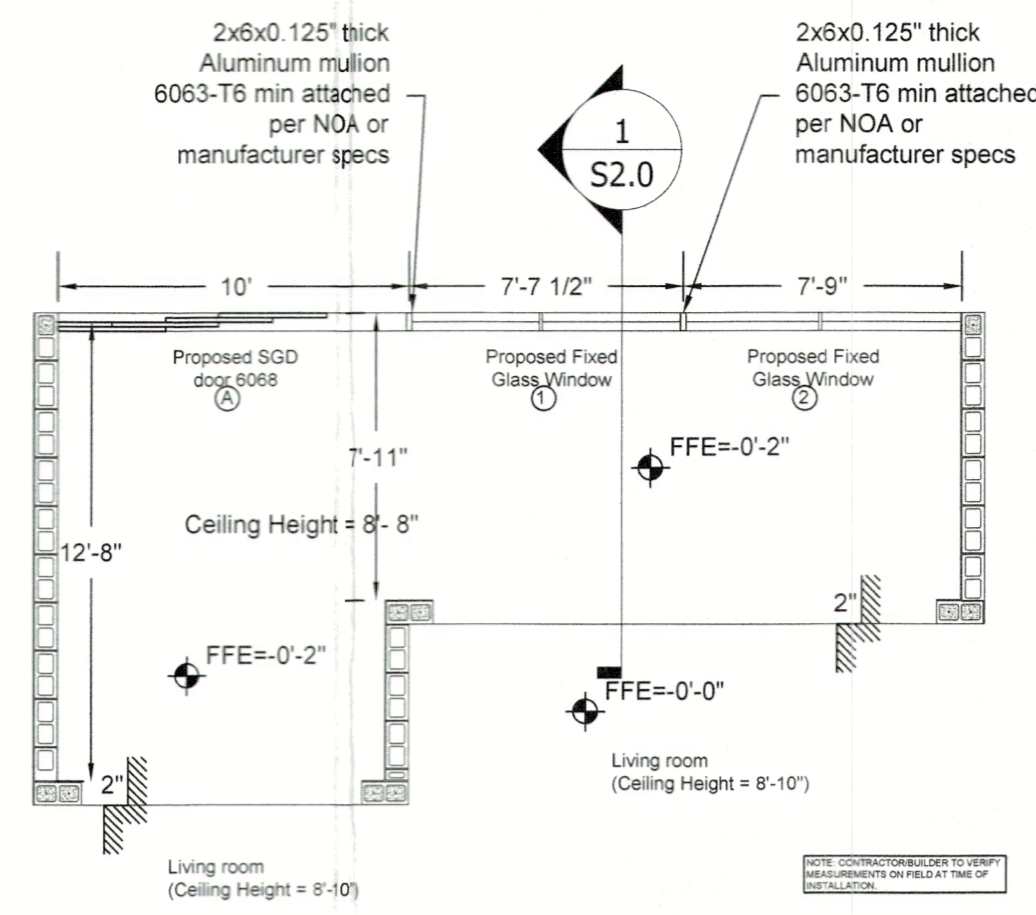 2x6x0.125" thick
Aluminum mullion
6063-T6 min attached
per NOA or
manufacturer specs
2x6x0.125" thick
Aluminum mullion
6063-T6 min attached
per NOA or
manufacturer specs
1
S2.0
10'
7'-7 1/2"
7'-9"
Proposed SGD
door 6068
A
Proposed Fixed
Glass Window
1
Proposed Fixed
Glass Window
2
7'-11"
FFE=-0'-2"
Ceiling Height = 8'- 8"
12'-8"
2"
FFE=-0'-2"
FFE=-0'-0"
Living room
(Ceiling Height = 8'-10")
2"
Living room
(Ceiling Height = 8'-10')
NOTE: CONTRACTOR/BUILDER TO VERIFY
MEASUREMENTS ON FIELD AT TIME OF
INSTALLATION.